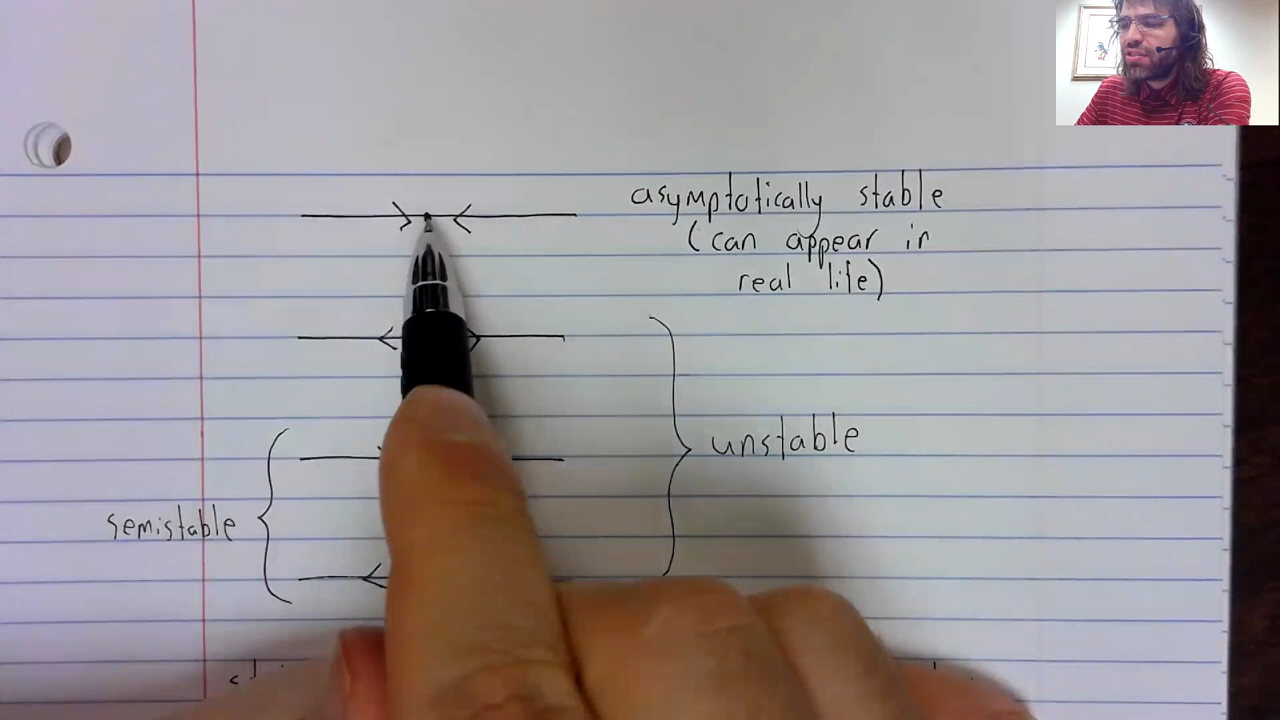 asymptotically stable
(can appear in
real life)
unstable
semistable